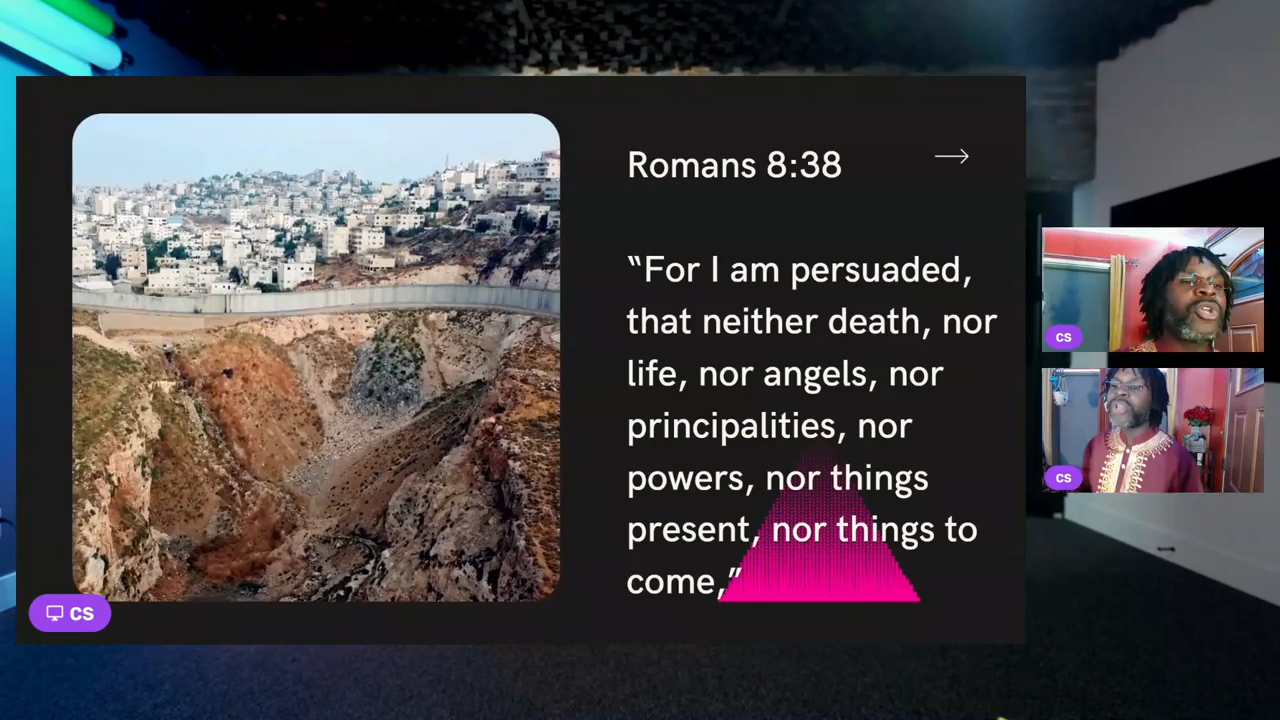 Romans 8:38
“For I am persuaded,
that neither death, nor
life, nor angels, nor
principalities, nor
powers, nor things
present, nor things to
come,”
CS
CS
CS